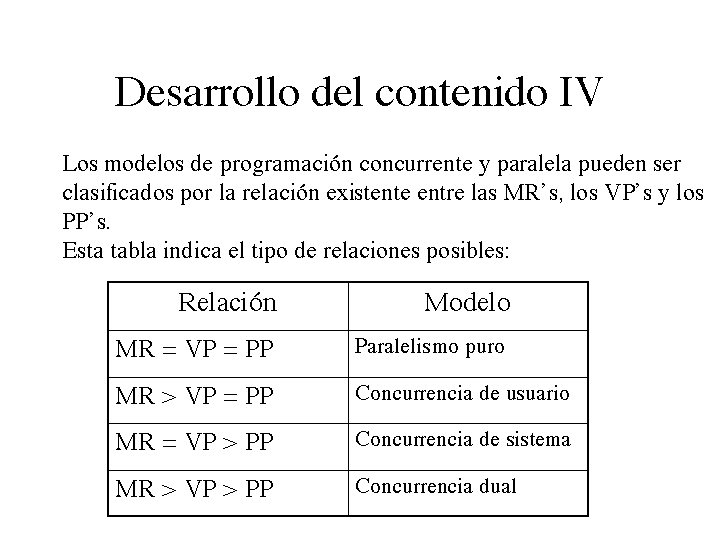 Desarrollo del contenido IV
Los modelos de programación concurrente y paralela pueden ser
clasificados por la relación existente entre las MR’s, los VP’s y los
PP’s.
Esta tabla indica el tipo de relaciones posibles:
Relación Modelo
MR = VP = PP Paralelismo puro
MR > VP = PP Concurrencia de usuario
MR = VP > PP Concurrencia de sistema
MR > VP > PP Concurrencia dual